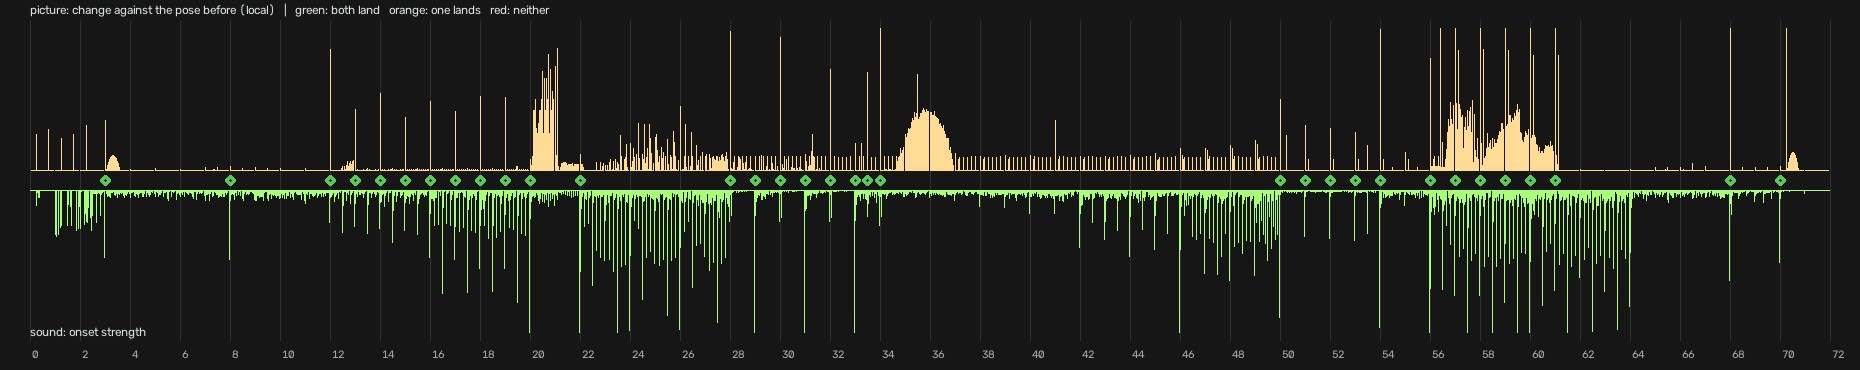 picture: change against the pose before (local) | green: both land orange: one lands red: neither
sound: onset strength
0 2 4 6 8 10 12 14 16 18 20 22 24 26 28 30 32 34 36 38 40 42 44 46 48 50 52 54 56 58 60 62 64 66 68 70 72